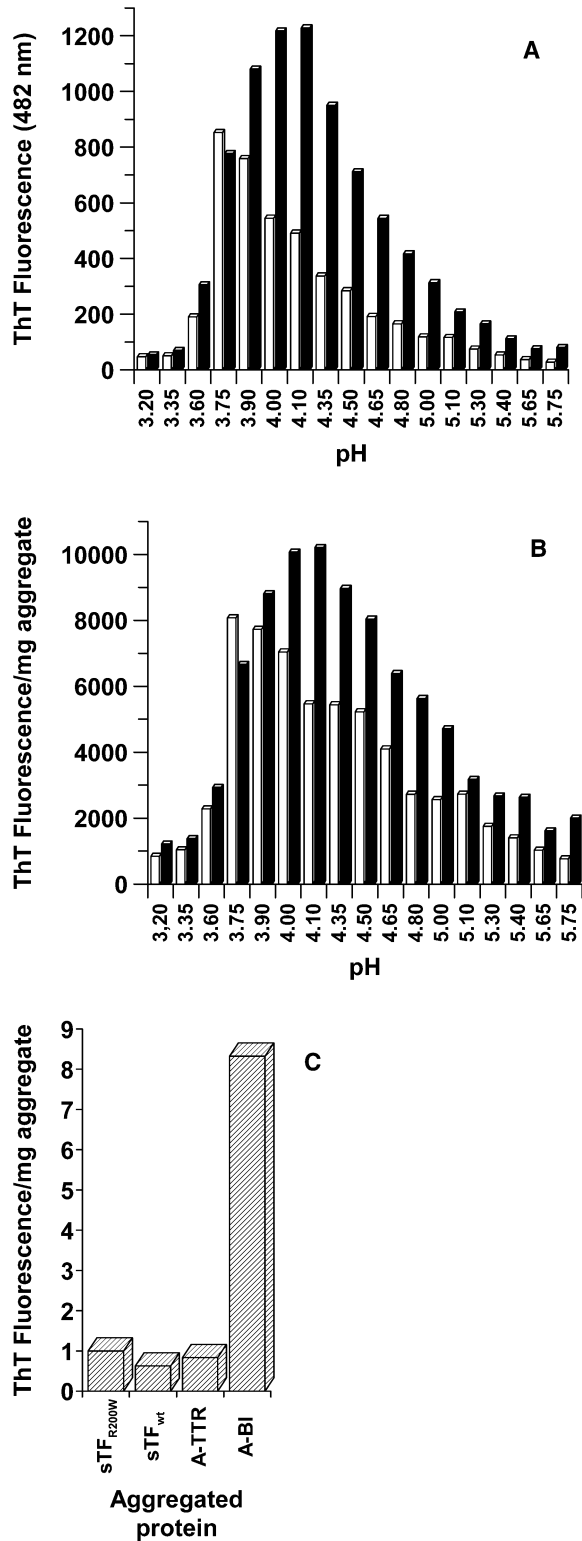 A
ThT Fluorescence (482 nm)
1200
1000
800
600
400
200
0
3.20 3.35 3.60 3.75 3.90 4.00 4.10 4.35 4.50 4.65 4.80 5.00 5.10 5.30 5.40 5.65 5.75
pH
B
ThT Fluorescence/mg aggregate
10000
8000
6000
4000
2000
0
3,20 3.35 3.60 3.75 3.90 4.00 4.10 4.35 4.50 4.65 4.80 5.00 5.10 5.30 5.40 5.65 5.75
pH
C
ThT Fluorescence/mg aggregate
9
8
7
6
5
4
3
2
1
0
sTFR200W sTFwt A-TTR A-BI
Aggregated
protein